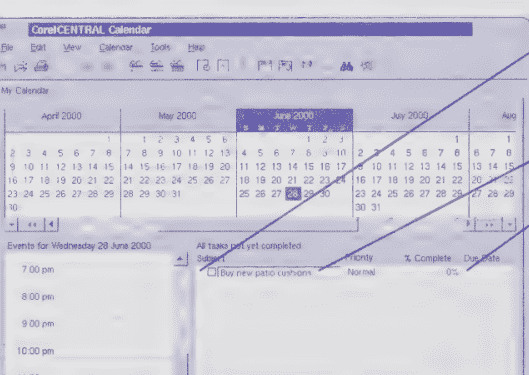 CorelCENTRAL Calendar
File Edit View Calendar Tools Help
My Calendar
April 2000 May 2000 June 2000 July 2000 Aug
S M T W T F S
1 1 2 3 4 5 6 1 2 3 1
2 3 4 5 6 7 8 7 8 9 10 11 12 13 4 5 6 7 8 9 10 2 3 4 5 6 7 8 6 7 8
9 10 11 12 13 14 15 14 15 16 17 18 19 20 11 12 13 14 15 16 17 9 10 11 12 13 14 15 13 14 15
16 17 18 19 20 21 22 21 22 23 24 25 26 27 18 19 20 21 22 23 24 16 17 18 19 20 21 22 20 21 22
23 24 25 26 27 28 29 28 29 30 31 25 26 27 28 29 30 23 24 25 26 27 28 29 27 28 29
30 30 31
Events for Wednesday 28 June 2000 All tasks not yet completed
Subject Priority % Complete Due Date
7:00 pm Buy new patio cushions Normal 0%
8:00 pm
9:00 pm
10:00 pm